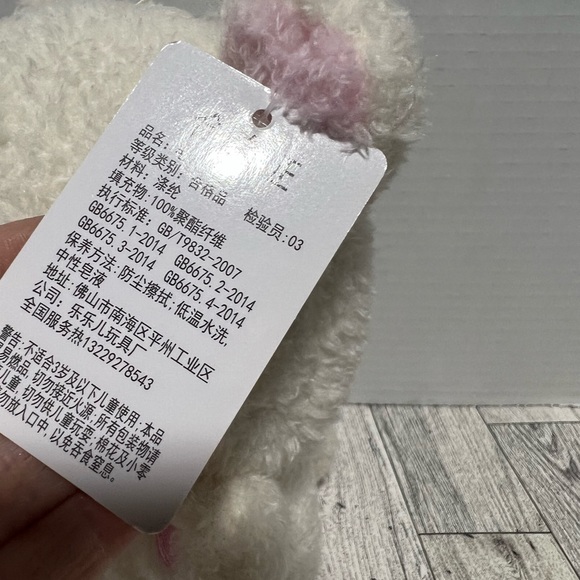 品名:
等级类别: 合格品 检验员:03
材料: 涤纶
填充物:100%聚酯纤维
执行标准: GB/T9832-2007
GB6675.1-2014 GB6675.2-2014
GB6675.3-2014 GB6675.4-2014
保养方法:防尘擦拭,低温水洗,
中性皂液
地址:佛山市南海区平州工业区
公司: 乐乐儿玩具厂
全国服务热13229278543
警告:不适合3岁及以下儿童使用,本品
易燃品, 切勿接近火源,所有包装物请
儿童, 切勿快儿童玩耍, 棉花及小零
勿放入口中, 以免吞食窒息。